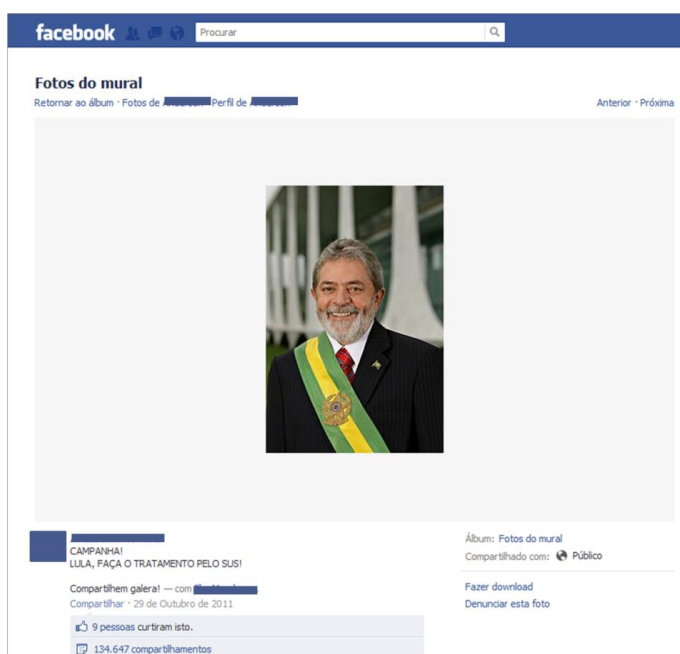 facebook Procurar
Fotos do mural
Retornar ao álbum · Fotos de Perfil de
Anterior · Próxima
CAMPANHA!
LULA, FAÇA O TRATAMENTO PELO SUS!
Compartilhem galera! — com
Compartilhar · 29 de Outubro de 2011
9 pessoas curtiram isto.
134.647 compartilhamentos
Álbum: Fotos do mural
Compartilhado com: Público
Fazer download
Denunciar esta foto